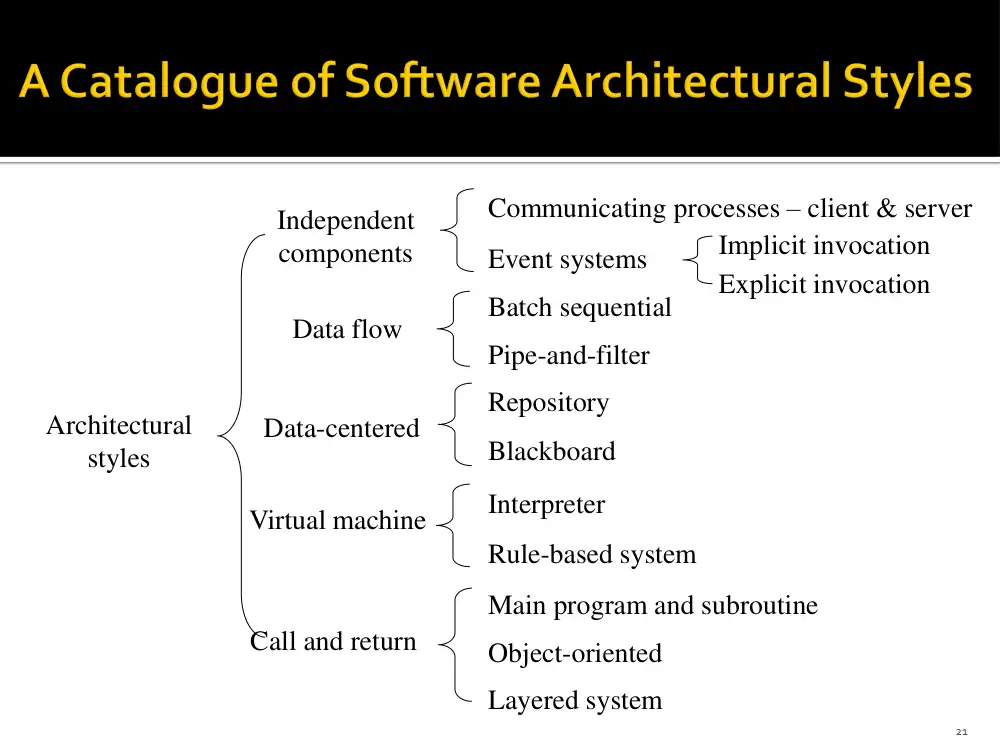 A Catalogue of Software Architectural Styles
Independent
components
Communicating processes – client & server
Event systems
Implicit invocation
Explicit invocation
Data flow
Batch sequential
Pipe-and-filter
Architectural
styles
Data-centered
Repository
Blackboard
Virtual machine
Interpreter
Rule-based system
Call and return
Main program and subroutine
Object-oriented
Layered system
21